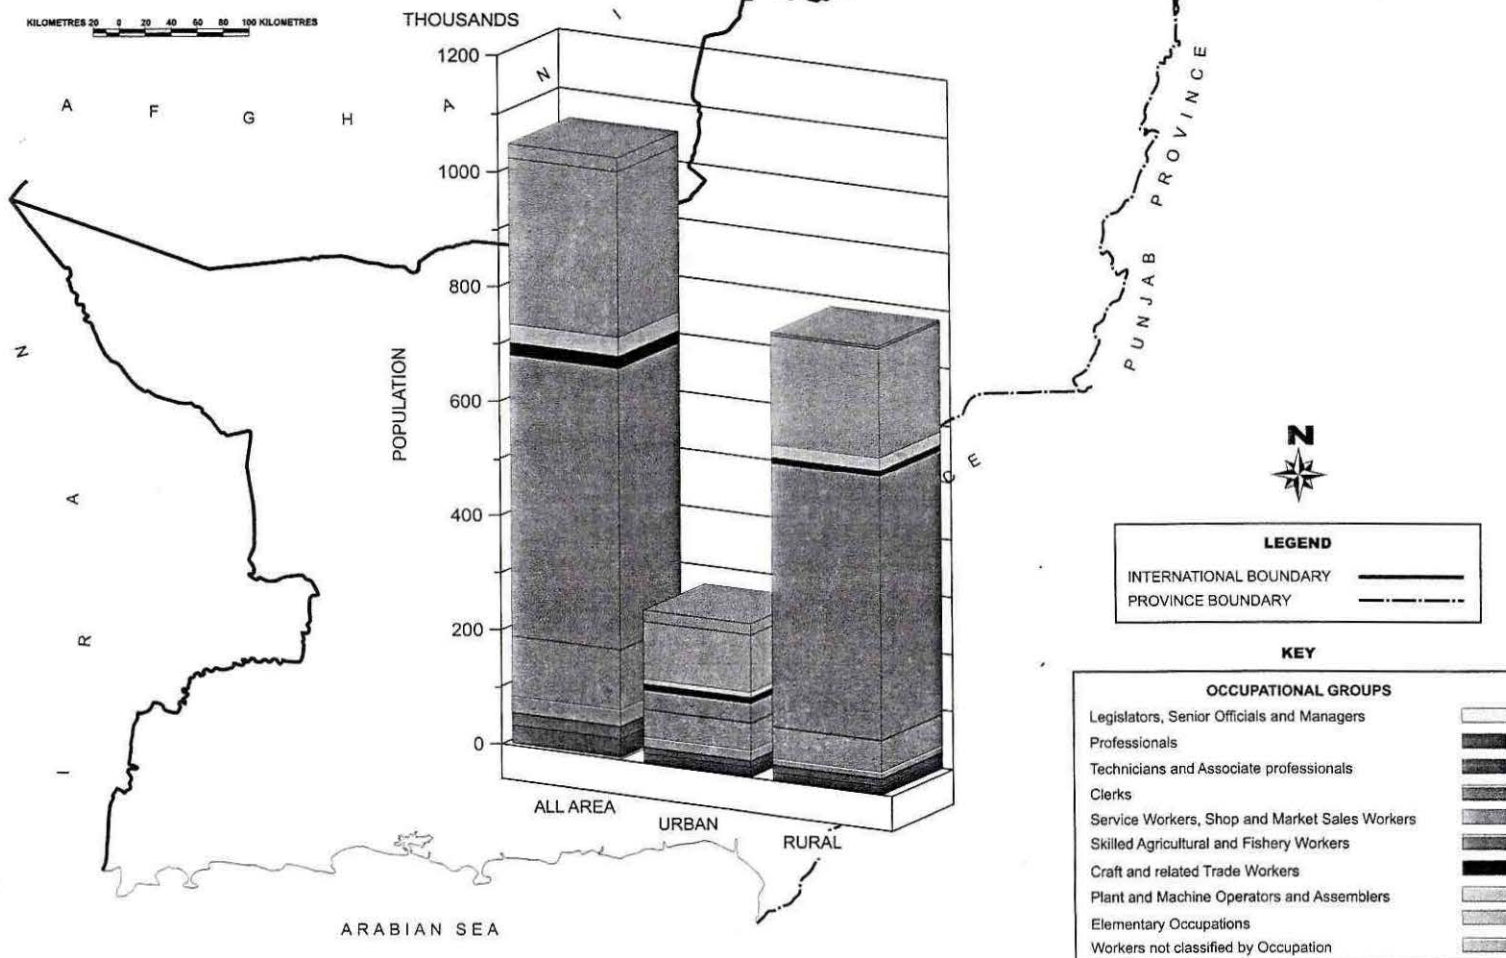 KILOMETRES 20 0 20 40 60 80 100 KILOMETRES
THOUSANDS
1200
1000
800
600
400
200
0
POPULATION
ALL AREA
URBAN
RURAL
A F G H A N I
I R A N
PUNJAB PROVINCE
C E
ARABIAN SEA
N
LEGEND
INTERNATIONAL BOUNDARY
PROVINCE BOUNDARY
KEY
OCCUPATIONAL GROUPS
Legislators, Senior Officials and Managers
Professionals
Technicians and Associate professionals
Clerks
Service Workers, Shop and Market Sales Workers
Skilled Agricultural and Fishery Workers
Craft and related Trade Workers
Plant and Machine Operators and Assemblers
Elementary Occupations
Workers not classified by Occupation